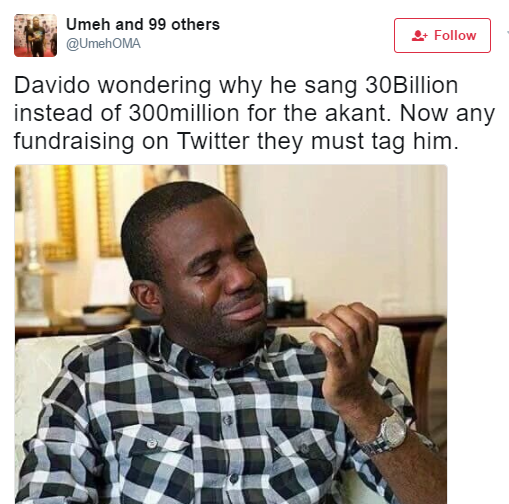 Umeh and 99 others
@UmehOMA
Follow
Davido wondering why he sang 30Billion
instead of 300million for the akant. Now any
fundraising on Twitter they must tag him.